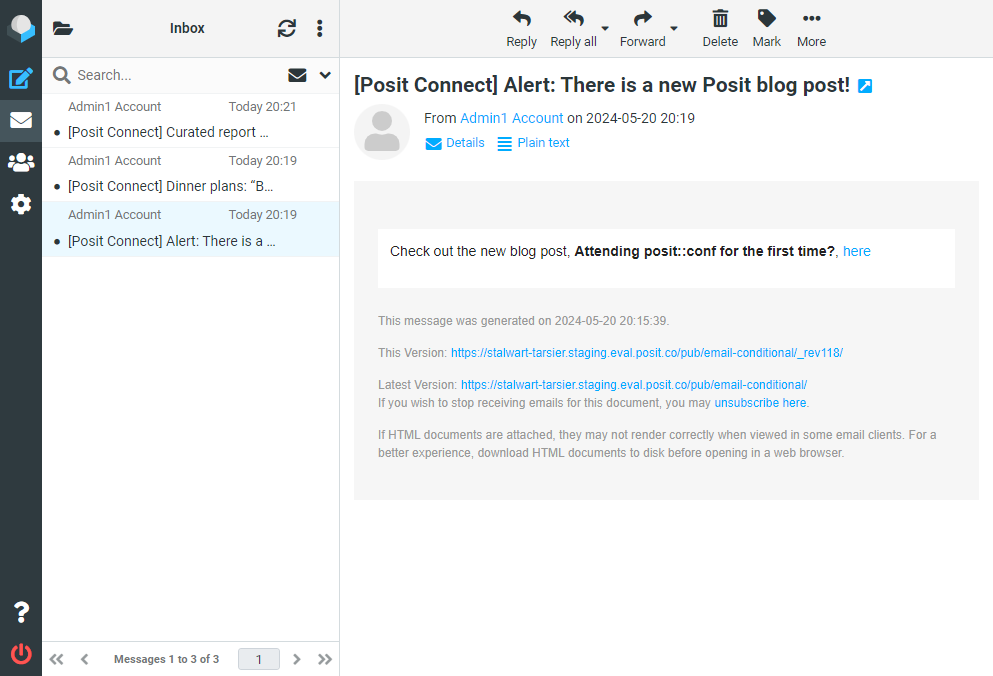 Inbox
Search...
Admin1 Account Today 20:21
• [Posit Connect] Curated report ...
Admin1 Account Today 20:19
• [Posit Connect] Dinner plans: “B...
Admin1 Account Today 20:19
• [Posit Connect] Alert: There is a ...
Messages 1 to 3 of 3 1
Reply Reply all Forward Delete Mark More
[Posit Connect] Alert: There is a new Posit blog post!
From Admin1 Account on 2024-05-20 20:19
Details Plain text
Check out the new blog post, Attending posit::conf for the first time?, here
This message was generated on 2024-05-20 20:15:39.
This Version: https://stalwart-tarsier.staging.eval.posit.co/pub/email-conditional/_rev118/
Latest Version: https://stalwart-tarsier.staging.eval.posit.co/pub/email-conditional/
If you wish to stop receiving emails for this document, you may unsubscribe here.
If HTML documents are attached, they may not render correctly when viewed in some email clients. For a
better experience, download HTML documents to disk before opening in a web browser.